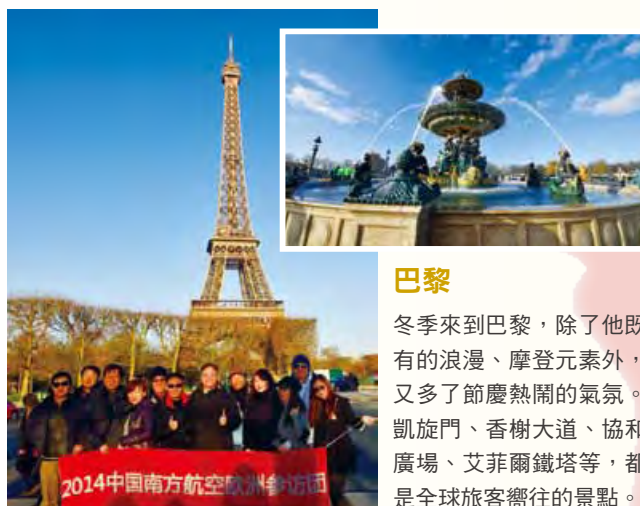 2014中国南方航空欧洲参访团
巴黎
冬季來到巴黎，除了他既
有的浪漫、摩登元素外，
又多了節慶熱鬧的氣氛。
凱旋門、香榭大道、協和
廣場、艾菲爾鐵塔等，都
是全球旅客嚮往的景點。